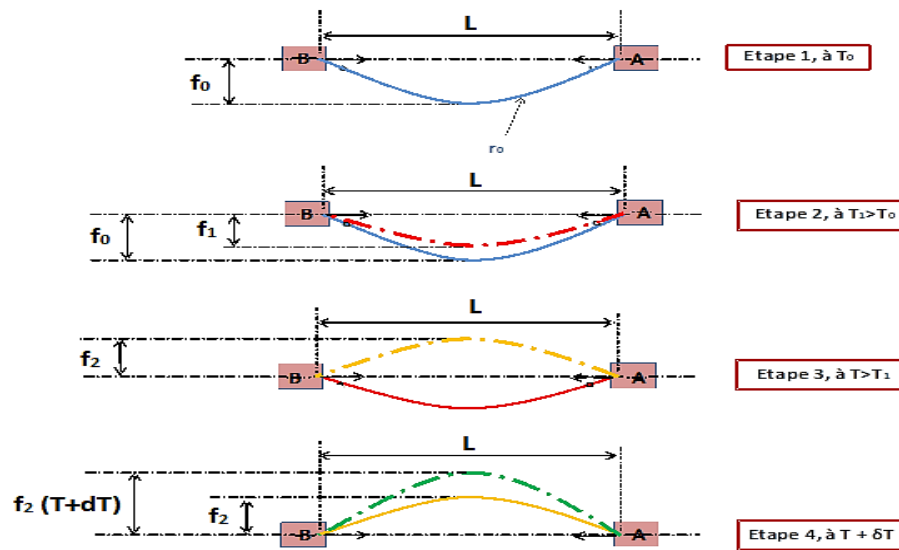 L
B
A
Etape 1, à T₀
f₀
r₀
L
B
A
Etape 2, à T₁>T₀
f₀
f₁
L
f₂
B
A
Etape 3, à T>T₁
L
f₂ (T+dT)
f₂
B
A
Etape 4, à T + δT